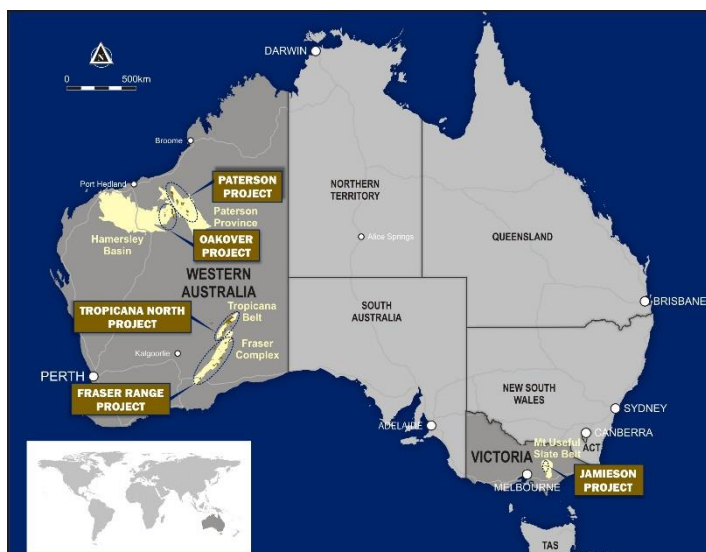 DARWIN
0 500km
Broome
Port Hedland
PATERSON
PROJECT
NORTHERN
TERRITORY
Paterson
Province
Hamersley
Basin
OAKOVER
PROJECT
Alice Springs
QUEENSLAND
WESTERN
AUSTRALIA
TROPICANA NORTH
PROJECT
Tropicana
Belt
SOUTH
AUSTRALIA
BRISBANE
Kalgoorlie
Fraser
Complex
PERTH
FRASER RANGE
PROJECT
NEW SOUTH
WALES
SYDNEY
ADELAIDE
CANBERRA
ACT
VICTORIA
Mt Useful
Slate Belt
MELBOURNE
JAMIESON
PROJECT
TAS